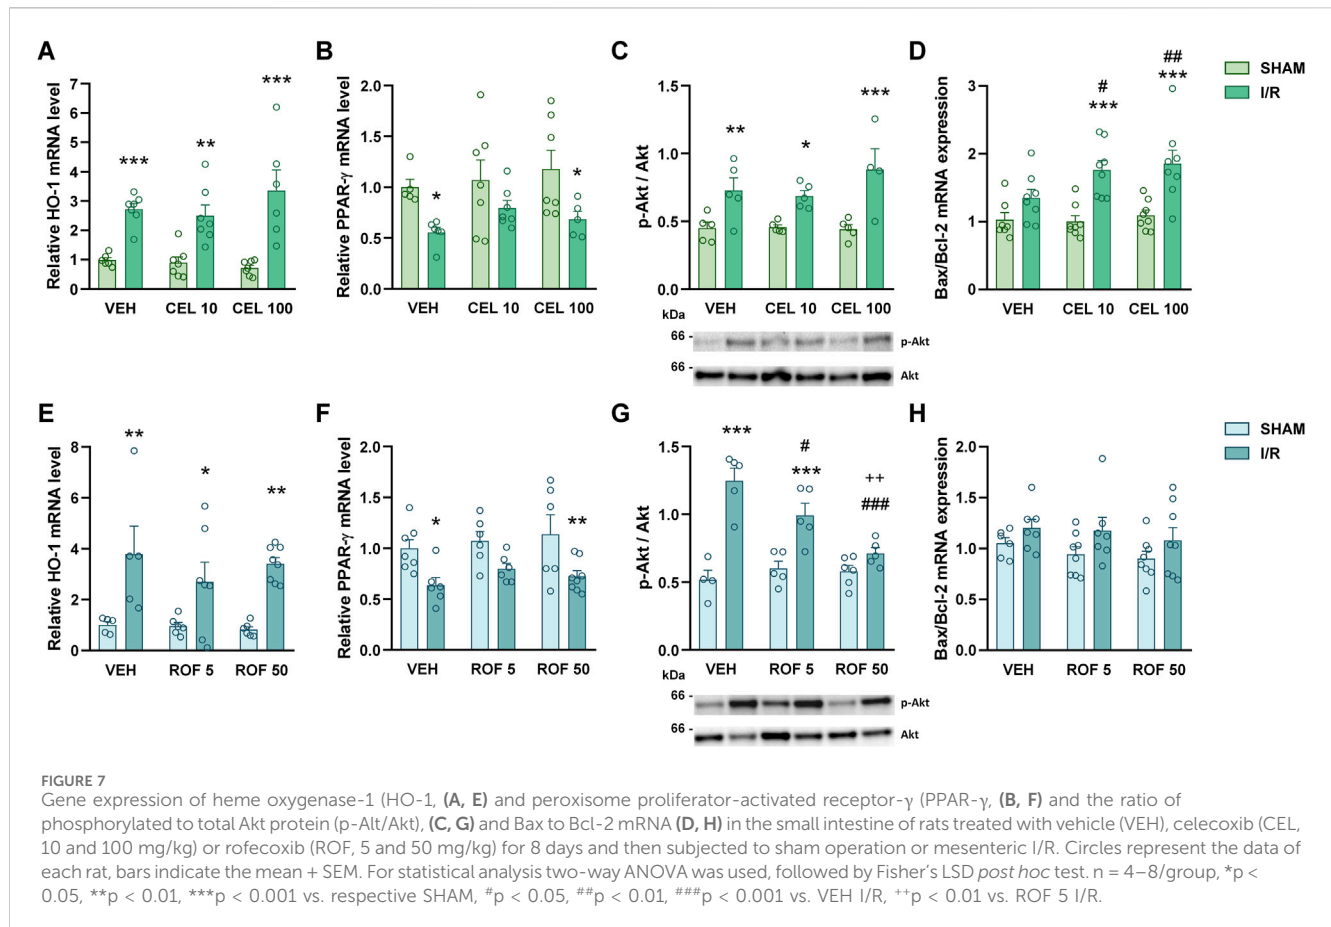 A
Relative HO-1 mRNA level
7
6
5
4
3
2
1
0
***
**
***
VEH
CEL 10
CEL 100
B
Relative PPAR-γ mRNA level
2.0
1.5
1.0
0.5
0.0
*
*
VEH
CEL 10
CEL 100
C
p-Akt / Akt
1.5
1.0
0.5
0.0
**
*
***
VEH
CEL 10
CEL 100
kDa
66 -
p-Akt
66 -
Akt
D
Bax/Bcl-2 mRNA expression
3
2
1
0
#
***
##
***
VEH
CEL 10
CEL 100
SHAM
I/R
E
Relative HO-1 mRNA level
8
6
4
2
0
**
*
**
VEH
ROF 5
ROF 50
F
Relative PPAR-γ mRNA level
2.0
1.5
1.0
0.5
0.0
*
**
VEH
ROF 5
ROF 50
G
p-Akt / Akt
1.5
1.0
0.5
0.0
***
#
***
++
###
VEH
ROF 5
ROF 50
kDa
66 -
p-Akt
66 -
Akt
H
Bax/Bcl-2 mRNA expression
2.0
1.5
1.0
0.5
0.0
VEH
ROF 5
ROF 50
SHAM
I/R
FIGURE 7
Gene expression of heme oxygenase-1 (HO-1, (A, E) and peroxisome proliferator-activated receptor-γ (PPAR-γ, (B, F) and the ratio of
phosphorylated to total Akt protein (p-Alt/Akt), (C, G) and Bax to Bcl-2 mRNA (D, H) in the small intestine of rats treated with vehicle (VEH), celecoxib (CEL,
10 and 100 mg/kg) or rofecoxib (ROF, 5 and 50 mg/kg) for 8 days and then subjected to sham operation or mesenteric I/R. Circles represent the data of
each rat, bars indicate the mean + SEM. For statistical analysis two-way ANOVA was used, followed by Fisher's LSD post hoc test. n = 4–8/group, *p <
0.05, **p < 0.01, ***p < 0.001 vs. respective SHAM, #p < 0.05, ##p < 0.01, ###p < 0.001 vs. VEH I/R, ++p < 0.01 vs. ROF 5 I/R.